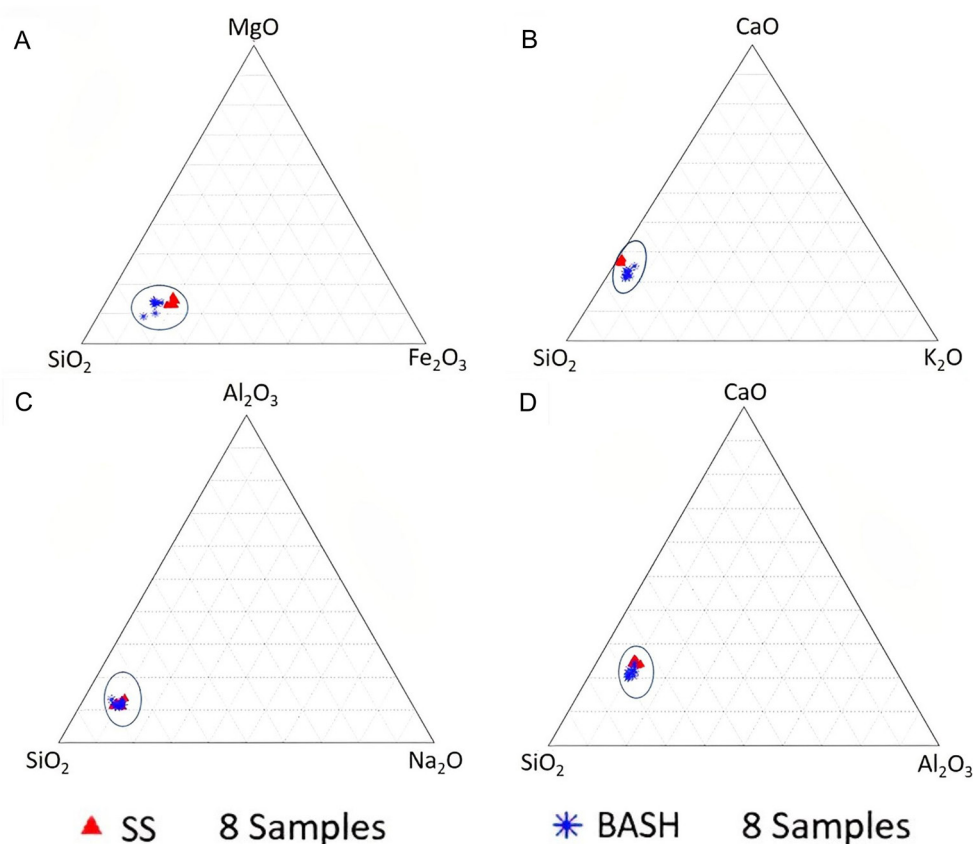 A
MgO
SiO₂
Fe₂O₃
B
CaO
SiO₂
K₂O
C
Al₂O₃
SiO₂
Na₂O
D
CaO
SiO₂
Al₂O₃
SS 8 Samples
BASH 8 Samples